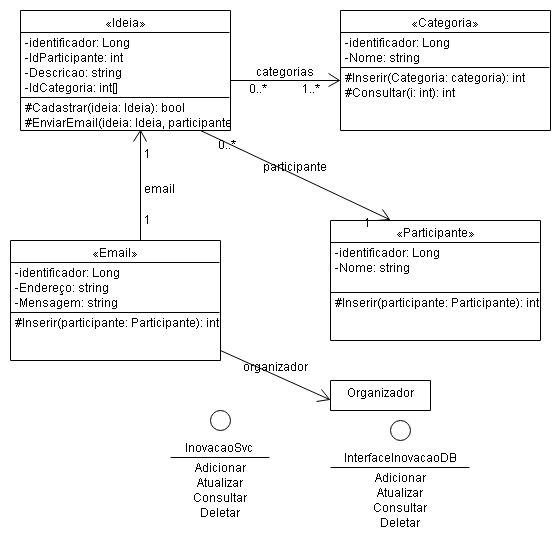 «Ideia»
-identificador: Long
-IdParticipante: int
-Descricao: string
-IdCategoria: int[]
#Cadastrar(ideia: Ideia): bool
#EnviarEmail(ideia: Ideia, participante
«Categoria»
-identificador: Long
-Nome: string
#Inserir(Categoria: categoria): int
#Consultar(i: int): int
categorias
0..*
1..*
0..*
participante
1
1
email
1
«Participante»
-identificador: Long
-Nome: string
#Inserir(participante: Participante): int
«Email»
-identificador: Long
-Endereço: string
-Mensagem: string
#Inserir(participante: Participante): int
organizador
Organizador
InovacaoSvc
Adicionar
Atualizar
Consultar
Deletar
InterfaceInovacaoDB
Adicionar
Atualizar
Consultar
Deletar